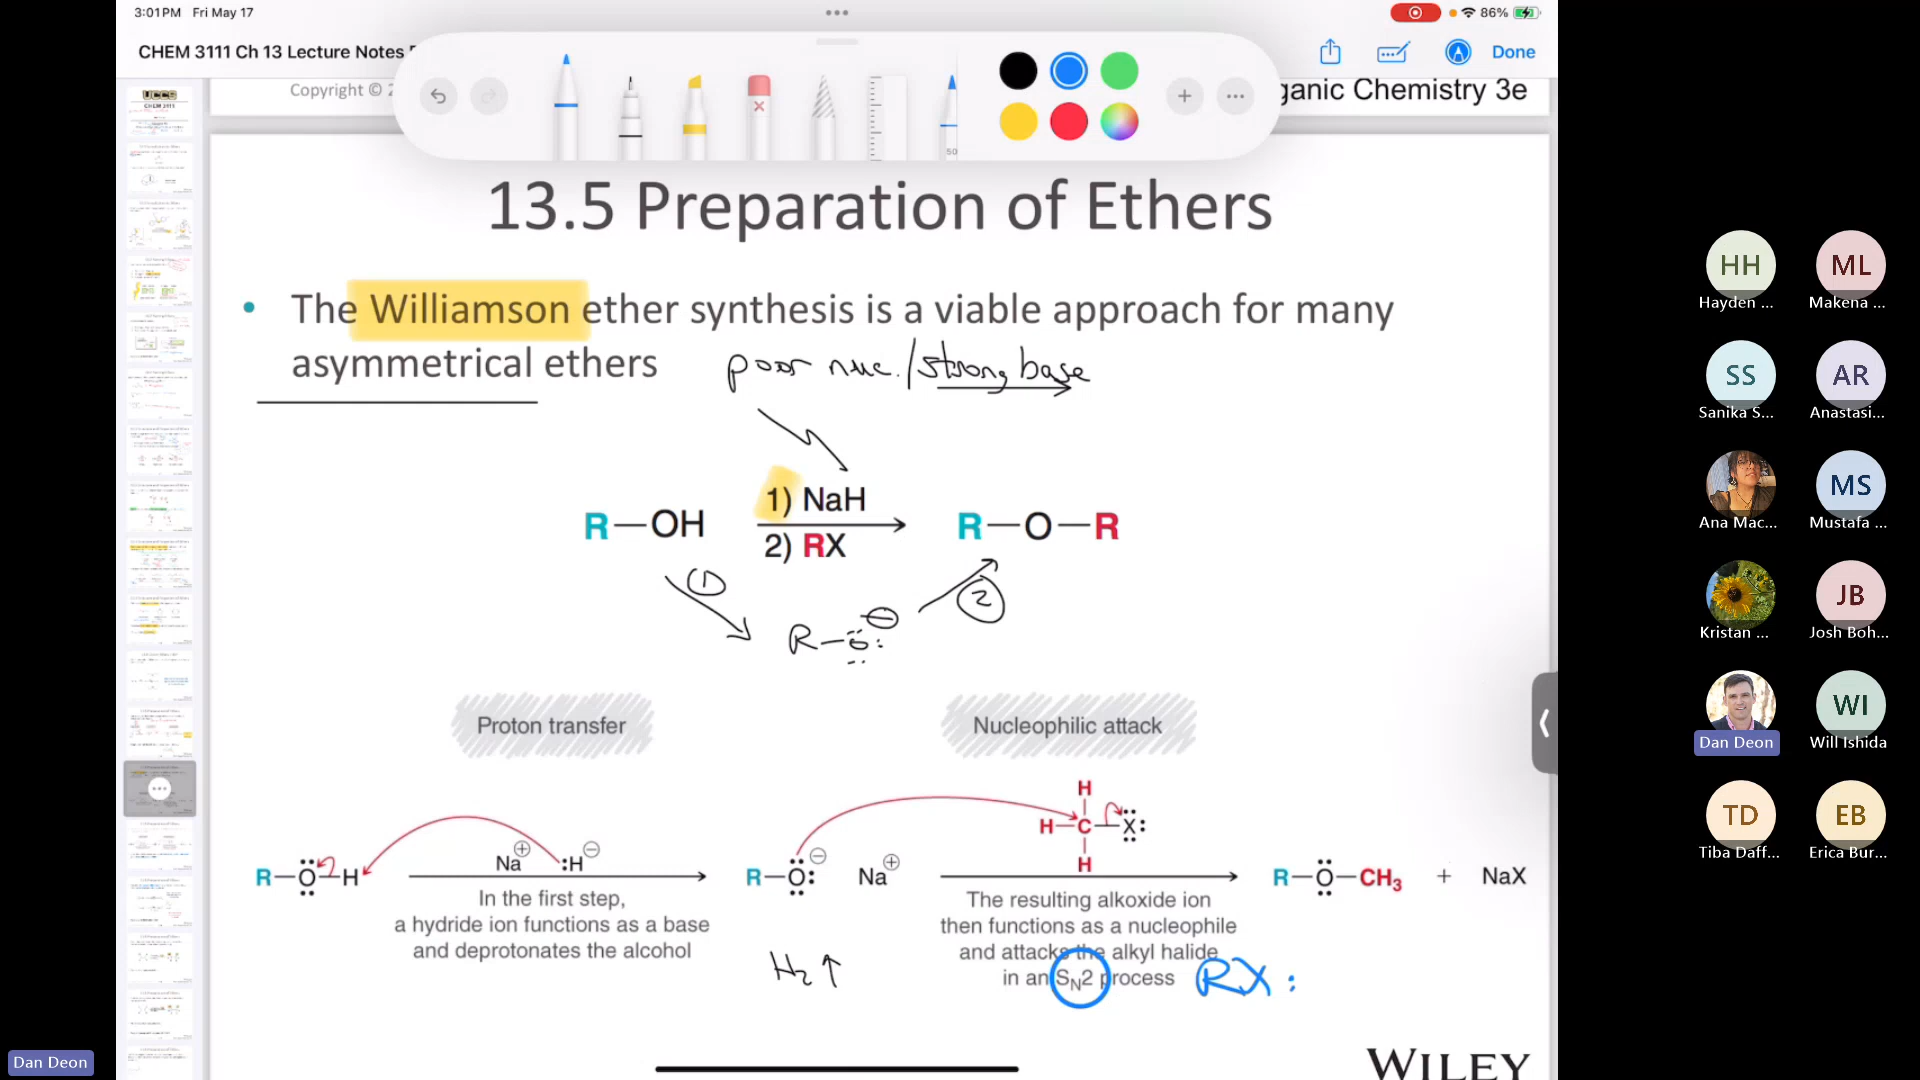 3:01 PM Fri May 17
86%
CHEM 3111 Ch 13 Lecture Notes
Done
50
Copyright © 2
ganic Chemistry 3e
UCCS
CHEM 3111
13.5 Preparation of Ethers
• The Williamson ether synthesis is a viable approach for many
asymmetrical ethers
poor nuc. / strong base
R—OH
1) NaH
2) RX
R—O—R
①
②
R—Ö:⊖
Proton transfer
Nucleophilic attack
R—O—H
Na⊕ :H⊖
In the first step,
a hydride ion functions as a base
and deprotonates the alcohol
H₂↑
R—O:⊖ Na⊕
H
H—C—X:
H
The resulting alkoxide ion
then functions as a nucleophile
and attacks the alkyl halide
in an SN2 process
RX:
R—O—CH3 + NaX
WILEY
HH
Hayden ...
ML
Makena ...
SS
Sanika S...
AR
Anastasi...
Ana Mac...
MS
Mustafa ...
Kristan ...
JB
Josh Boh...
Dan Deon
WI
Will Ishida
TD
Tiba Daff...
EB
Erica Bur...
Dan Deon